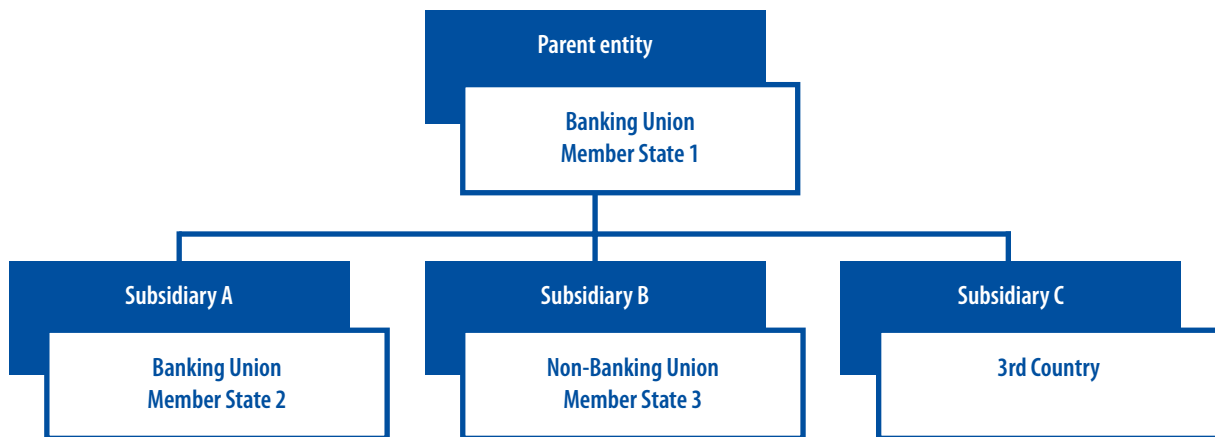 Parent entity
Banking Union
Member State 1
Subsidiary A
Subsidiary B
Subsidiary C
Banking Union
Member State 2
Non-Banking Union
Member State 3
3rd Country